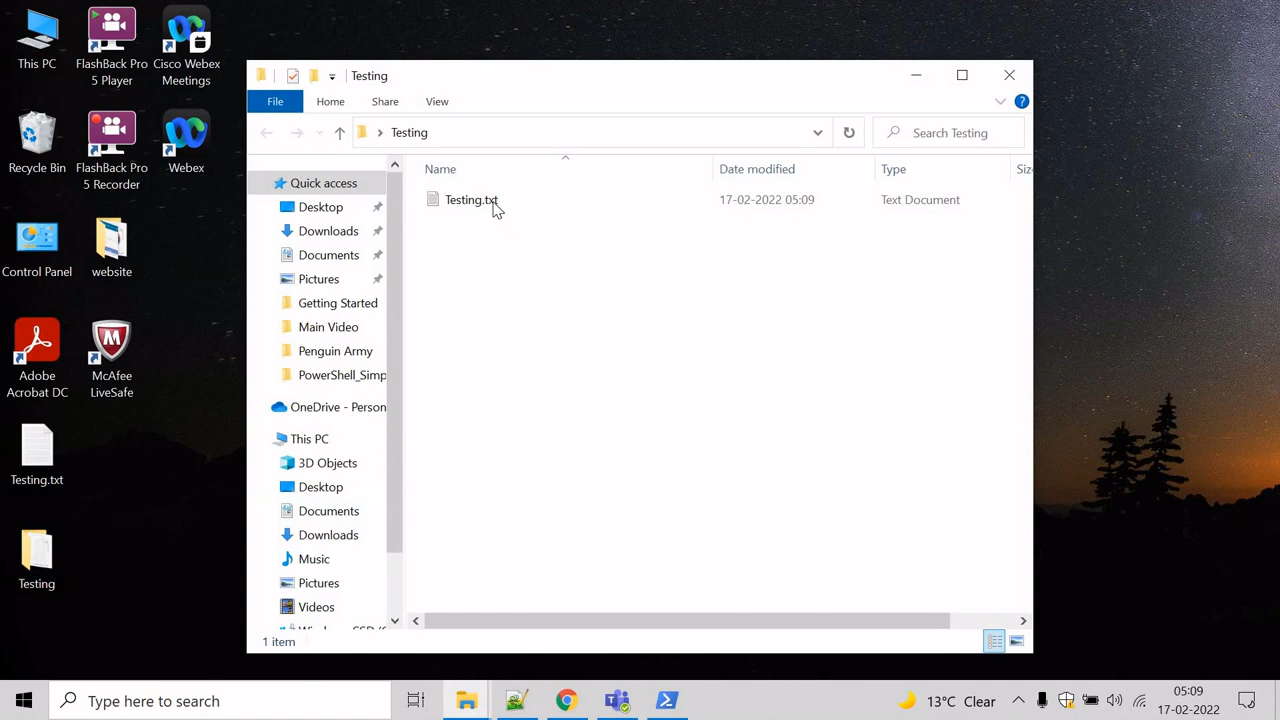 This PC
FlashBack Pro
5 Player
Cisco Webex
Meetings
Recycle Bin
FlashBack Pro
5 Recorder
Webex
Control Panel
website
Adobe
Acrobat DC
McAfee
LiveSafe
Testing.txt
Testing
Testing
File
Home
Share
View
Testing
Search Testing
Name
Date modified
Type
Siz
Testing.txt
17-02-2022 05:09
Text Document
Quick access
Desktop
Downloads
Documents
Pictures
Getting Started
Main Video
Penguin Army
PowerShell_Simp
OneDrive - Person
This PC
3D Objects
Desktop
Documents
Downloads
Music
Pictures
Videos
1 item
Type here to search
13°C Clear
05:09
17-02-2022